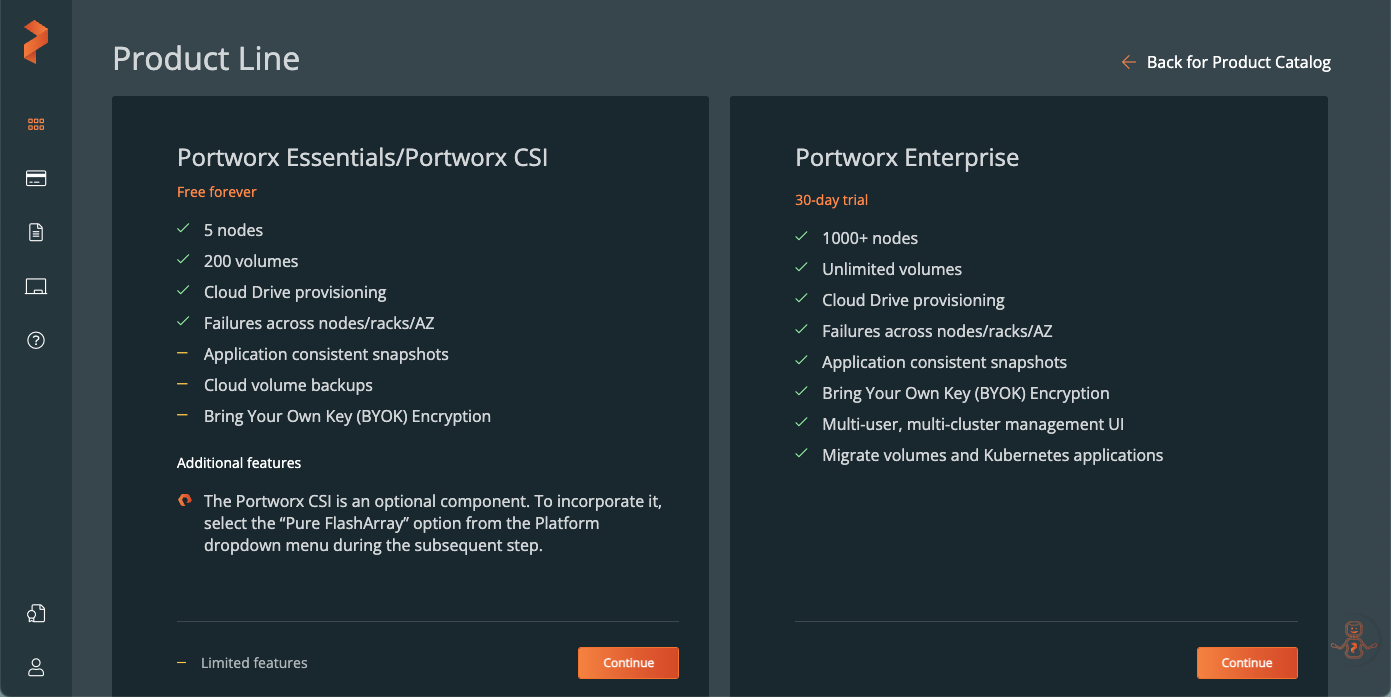 Product Line
Back for Product Catalog
Portworx Essentials/Portworx CSI
Free forever
5 nodes
200 volumes
Cloud Drive provisioning
Failures across nodes/racks/AZ
Application consistent snapshots
Cloud volume backups
Bring Your Own Key (BYOK) Encryption
Additional features
The Portworx CSI is an optional component. To incorporate it,
select the “Pure FlashArray” option from the Platform
dropdown menu during the subsequent step.
Limited features
Continue
Portworx Enterprise
30-day trial
1000+ nodes
Unlimited volumes
Cloud Drive provisioning
Failures across nodes/racks/AZ
Application consistent snapshots
Bring Your Own Key (BYOK) Encryption
Multi-user, multi-cluster management UI
Migrate volumes and Kubernetes applications
Continue